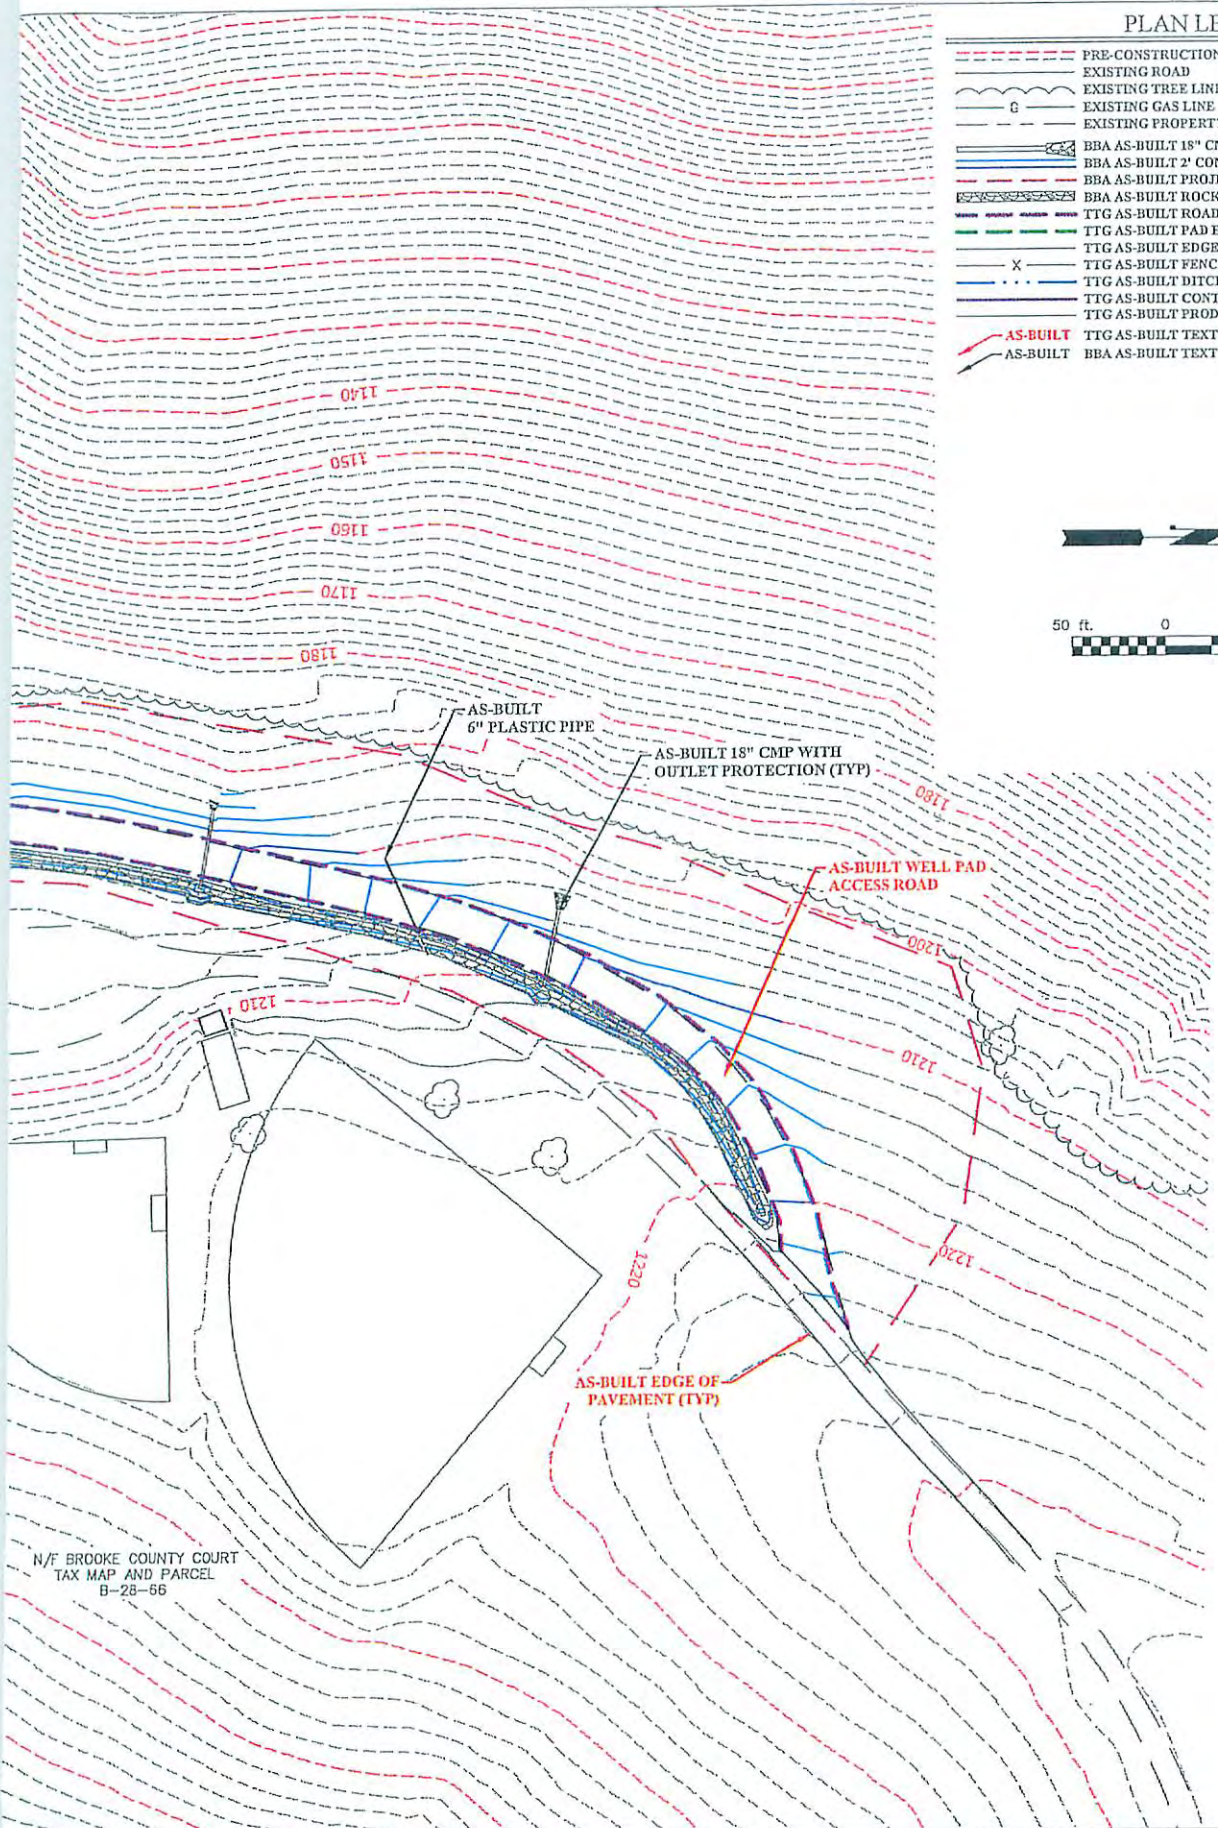 PLAN LE
PRE-CONSTRUCTION
EXISTING ROAD
EXISTING TREE LINE
G EXISTING GAS LINE
EXISTING PROPERT
BBA AS-BUILT 18" C
BBA AS-BUILT 2' CO
BBA AS-BUILT PROJ
BBA AS-BUILT ROCK
TTG AS-BUILT ROAD
TTG AS-BUILT PAD
TTG AS-BUILT EDGE
X TTG AS-BUILT FENC
TTG AS-BUILT DITC
TTG AS-BUILT CONT
TTG AS-BUILT PROD
AS-BUILT TTG AS-BUILT TEXT
AS-BUILT BBA AS-BUILT TEXT
1140
1150
1160
50 ft. 0
1170
1180
AS-BUILT
6" PLASTIC PIPE
AS-BUILT 18" CMP WITH
OUTLET PROTECTION (TYP)
1180
AS-BUILT WELL PAD
ACCESS ROAD
1200
1210
1210
1220
1220
AS-BUILT EDGE OF
PAVEMENT (TYP)
N/F BROOKE COUNTY COURT
TAX MAP AND PARCEL
B-28-66